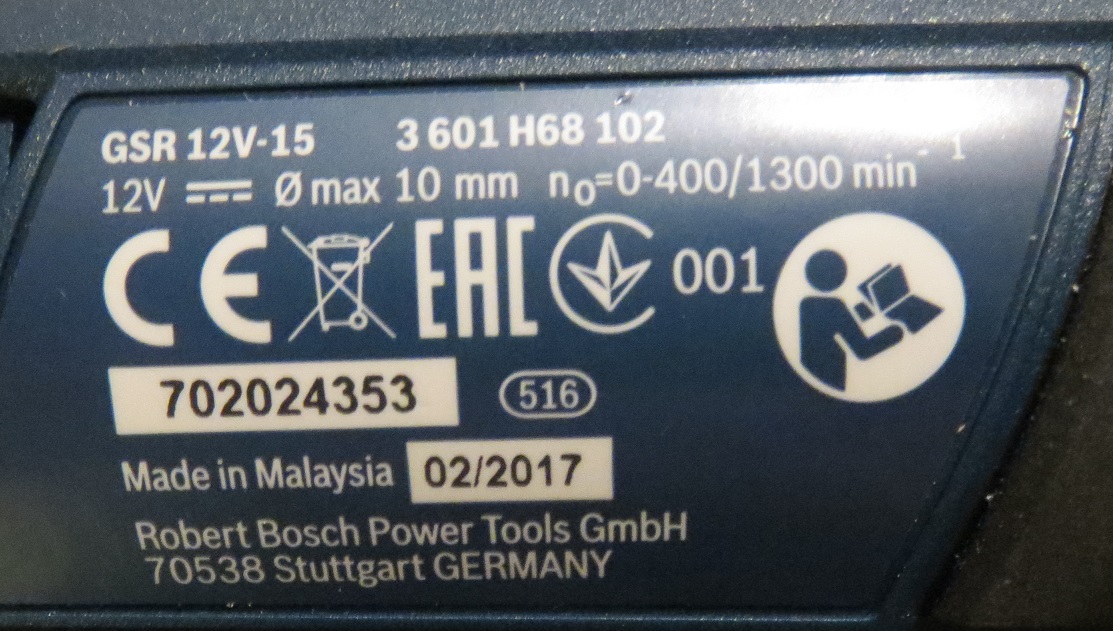 GSR 12V-15 3 601 H68 102
12V ⎓ Ø max 10 mm n₀=0-400/1300 min⁻¹
CE EAC 001
702024353 516
Made in Malaysia 02/2017
Robert Bosch Power Tools GmbH
70538 Stuttgart GERMANY